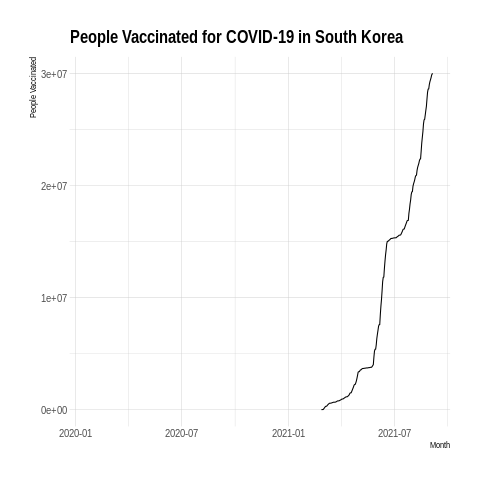 People Vaccinated for COVID-19 in South Korea
People Vaccinated
3e+07
2e+07
1e+07
0e+00
2020-01
2020-07
2021-01
2021-07
Month